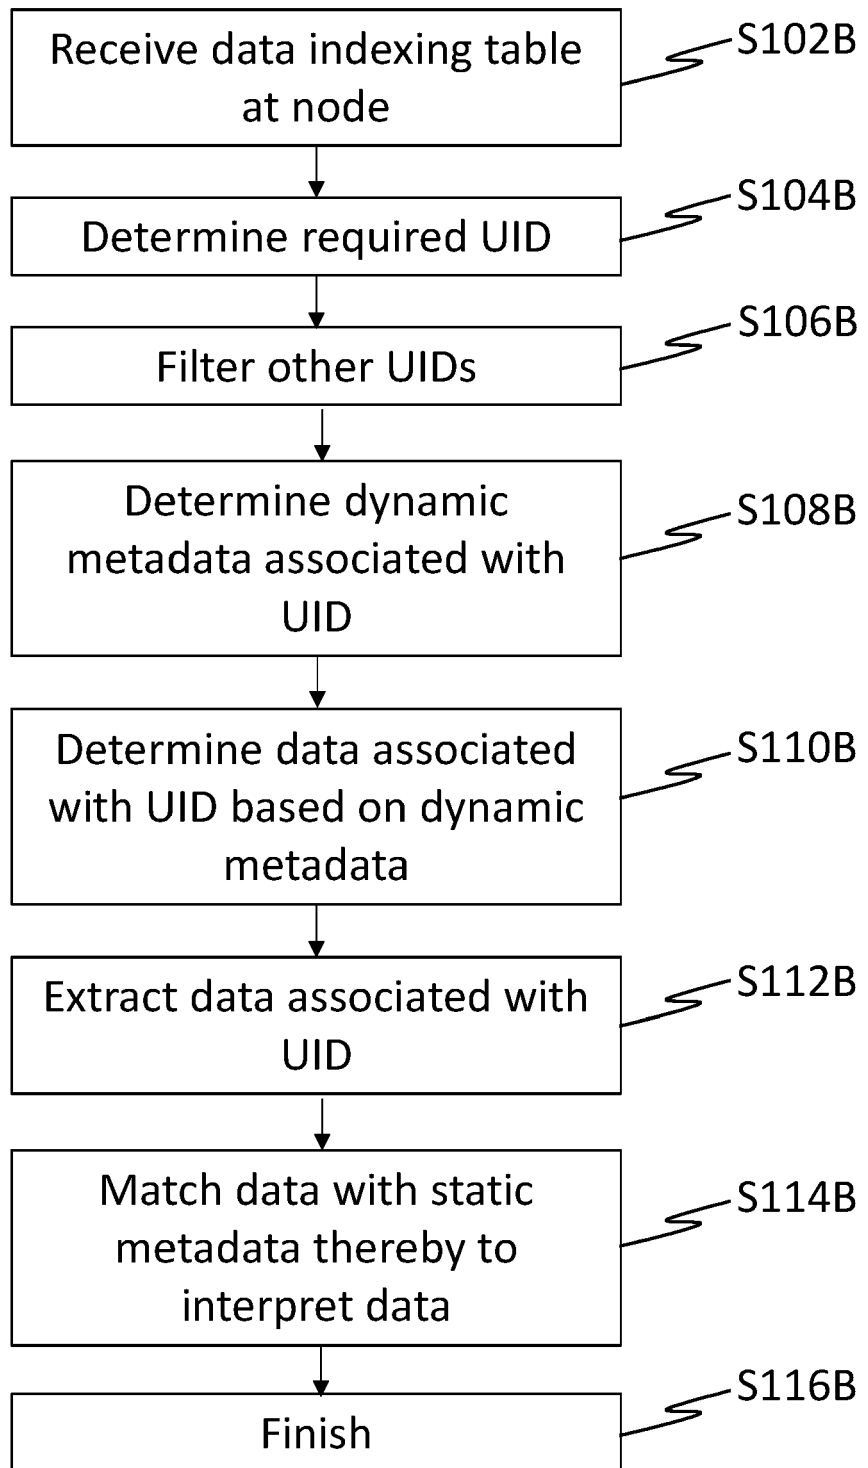 Receive data indexing table
at node
S102B
Determine required UID
S104B
Filter other UIDs
S106B
Determine dynamic
metadata associated with
UID
S108B
Determine data associated
with UID based on dynamic
metadata
S110B
Extract data associated with
UID
S112B
Match data with static
metadata thereby to
interpret data
S114B
Finish
S116B